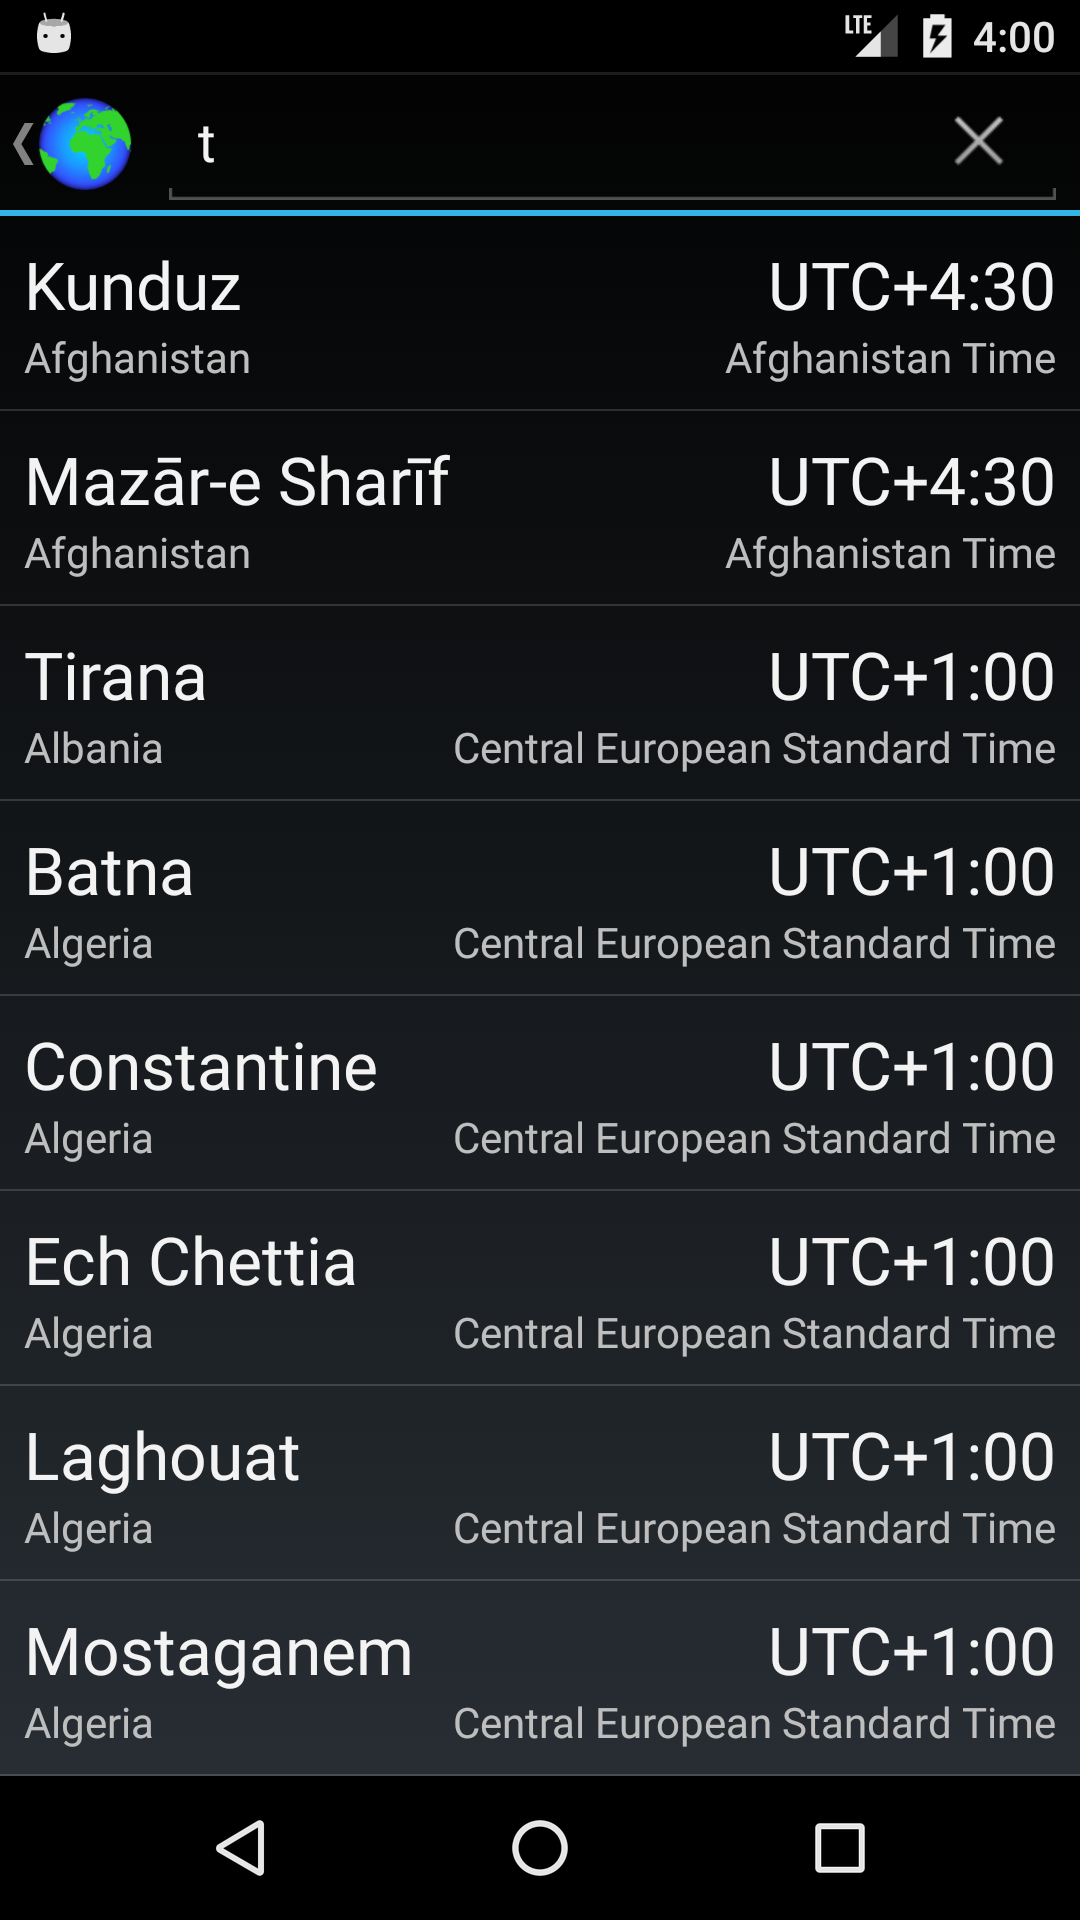 LTE 4:00
t
Kunduz UTC+4:30
Afghanistan Afghanistan Time
Mazār-e Sharīf UTC+4:30
Afghanistan Afghanistan Time
Tirana UTC+1:00
Albania Central European Standard Time
Batna UTC+1:00
Algeria Central European Standard Time
Constantine UTC+1:00
Algeria Central European Standard Time
Ech Chettia UTC+1:00
Algeria Central European Standard Time
Laghouat UTC+1:00
Algeria Central European Standard Time
Mostaganem UTC+1:00
Algeria Central European Standard Time